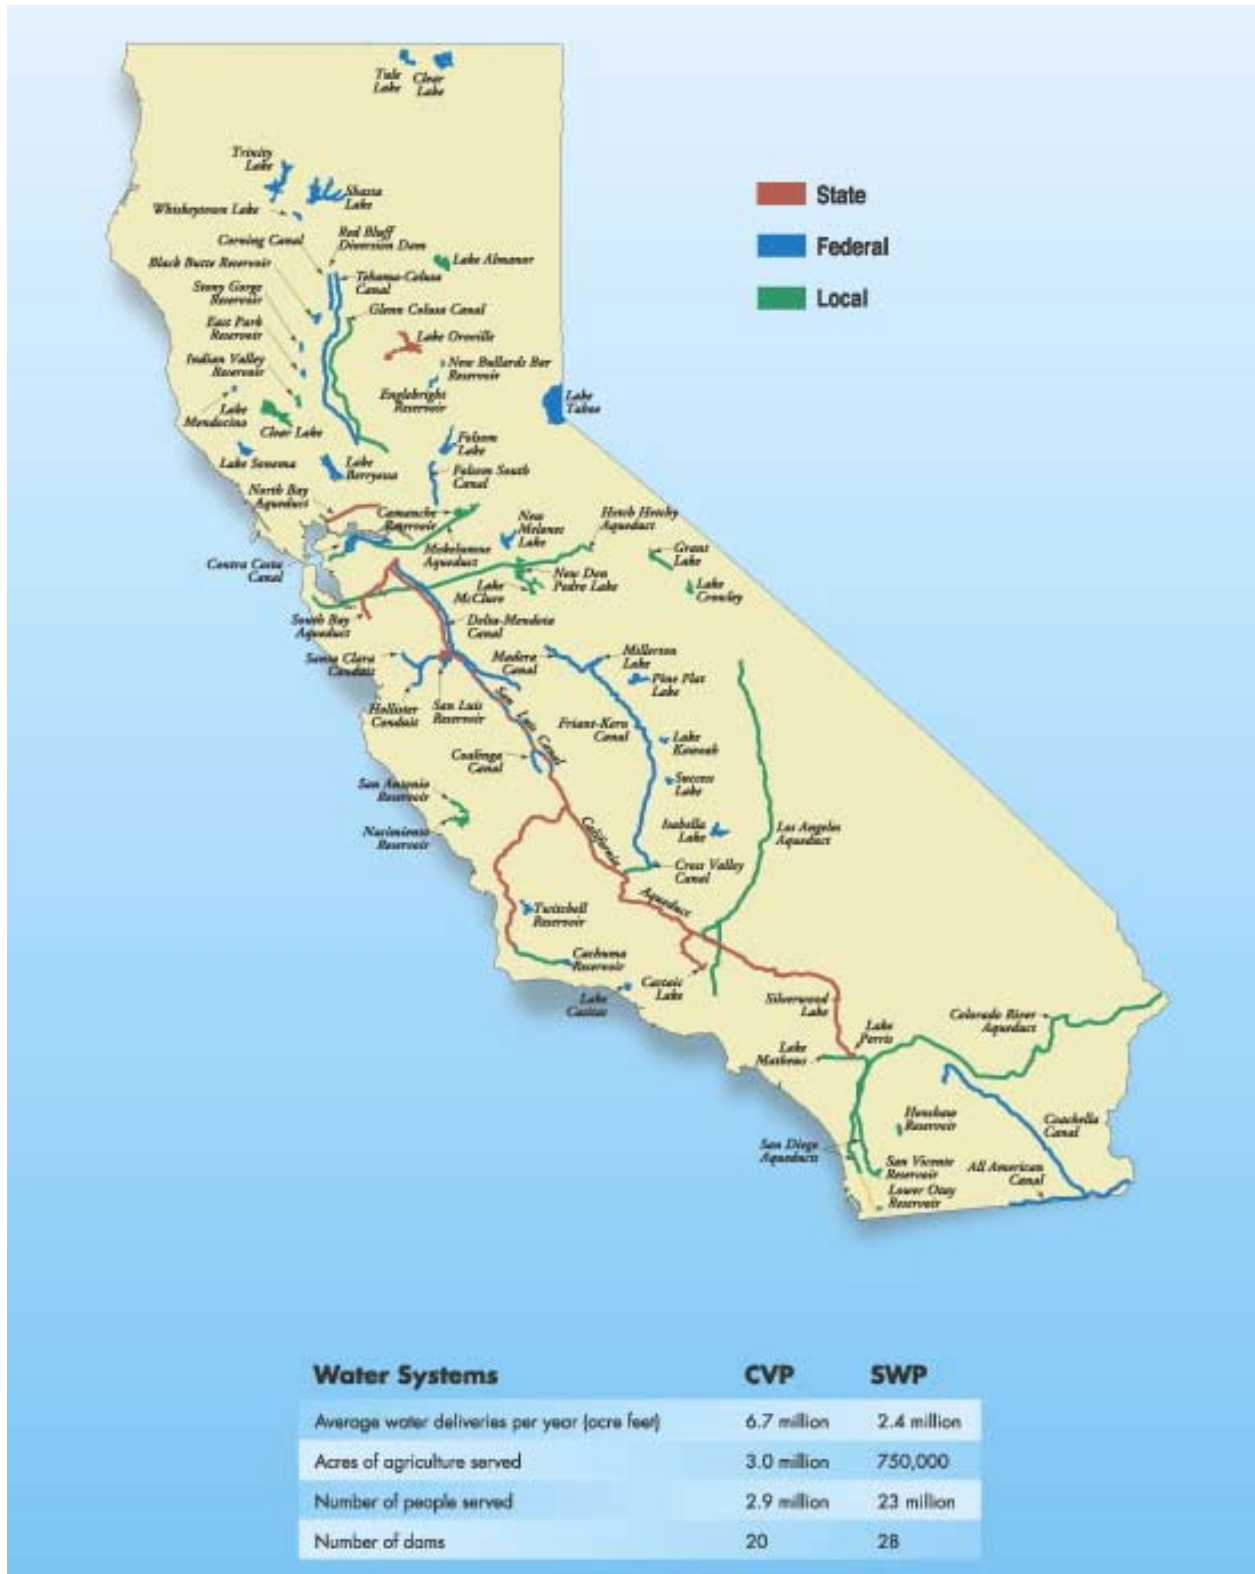 Tule
Lake
Clear
Lake
Trinity
Lake
Shasta
Lake
Whiskeytown Lake
Corning Canal
Red Bluff
Diversion Dam
Black Butte Reservoir
Lake Almanor
Tehama-Colusa
Canal
Stony Gorge
Reservoir
Glenn Colusa Canal
East Park
Reservoir
Lake Oroville
Indian Valley
Reservoir
New Bullards Bar
Reservoir
Englebright
Reservoir
Lake
Mendocino
Clear Lake
Lake
Tahoe
Lake Sonoma
Lake
Berryessa
Folsom
Lake
Folsom South
Canal
North Bay
Aqueduct
Camanche
Reservoir
New
Melones
Lake
Hetch Hetchy
Aqueduct
Contra Costa
Canal
Mokelumne
Aqueduct
Grant
Lake
New Don
Pedro Lake
Lake
McClure
Lake
Crowley
South Bay
Aqueduct
Delta-Mendota
Canal
Santa Clara
Conduit
Madera
Canal
Millerton
Lake
Pine Flat
Lake
Hollister
Conduit
San Luis
Reservoir
San Luis Canal
Friant-Kern
Canal
Lake
Kaweah
Coalinga
Canal
Success
Lake
San Antonio
Reservoir
Nacimiento
Reservoir
California
Aqueduct
Isabella
Lake
Los Angeles
Aqueduct
Cross Valley
Canal
Twitchell
Reservoir
Cachuma
Reservoir
Lake
Casitas
Castaic
Lake
Silverwood
Lake
Lake
Perris
Colorado River
Aqueduct
Lake
Mathews
Henshaw
Reservoir
Coachella
Canal
San Diego
Aqueducts
San Vicente
Reservoir
All American
Canal
Lower Otay
Reservoir
State
Federal
Local
Water Systems CVP SWP
Average water deliveries per year (acre feet) 6.7 million 2.4 million
Acres of agriculture served 3.0 million 750,000
Number of people served 2.9 million 23 million
Number of dams 20 28